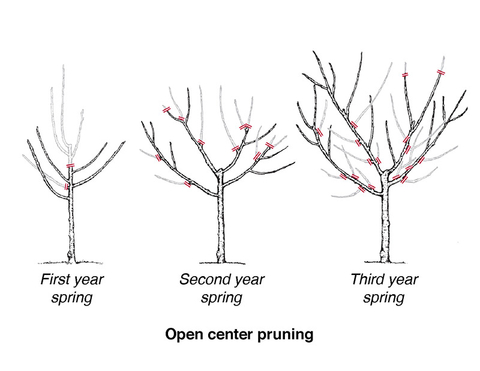 First year
spring
Second year
spring
Third year
spring
Open center pruning